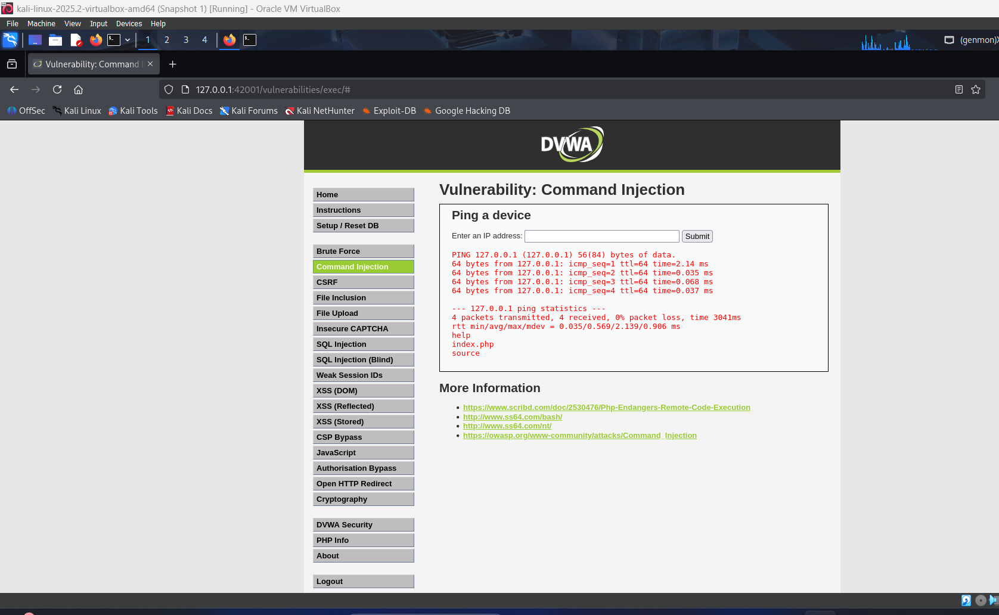 kali-linux-2025.2-virtualbox-amd64 (Snapshot 1) [Running] - Oracle VM VirtualBox
File Machine View Input Devices Help
1 2 3 4 (genmon)X
Vulnerability: Command I
127.0.0.1:42001/vulnerabilities/exec/#
OffSec Kali Linux Kali Tools Kali Docs Kali Forums Kali NetHunter Exploit-DB Google Hacking DB
DVWA
Home
Instructions
Setup / Reset DB
Brute Force
Command Injection
CSRF
File Inclusion
File Upload
Insecure CAPTCHA
SQL Injection
SQL Injection (Blind)
Weak Session IDs
XSS (DOM)
XSS (Reflected)
XSS (Stored)
CSP Bypass
JavaScript
Authorisation Bypass
Open HTTP Redirect
Cryptography
DVWA Security
PHP Info
About
Logout
Vulnerability: Command Injection
Ping a device
Enter an IP address: Submit
PING 127.0.0.1 (127.0.0.1) 56(84) bytes of data.
64 bytes from 127.0.0.1: icmp_seq=1 ttl=64 time=2.14 ms
64 bytes from 127.0.0.1: icmp_seq=2 ttl=64 time=0.035 ms
64 bytes from 127.0.0.1: icmp_seq=3 ttl=64 time=0.068 ms
64 bytes from 127.0.0.1: icmp_seq=4 ttl=64 time=0.037 ms
--- 127.0.0.1 ping statistics ---
4 packets transmitted, 4 received, 0% packet loss, time 3041ms
rtt min/avg/max/mdev = 0.035/0.569/2.139/0.906 ms
help
index.php
source
More Information
https://www.scribd.com/doc/2530476/Php-Endangers-Remote-Code-Execution
http://www.ss64.com/bash/
http://www.ss64.com/nt/
https://owasp.org/www-community/attacks/Command_Injection